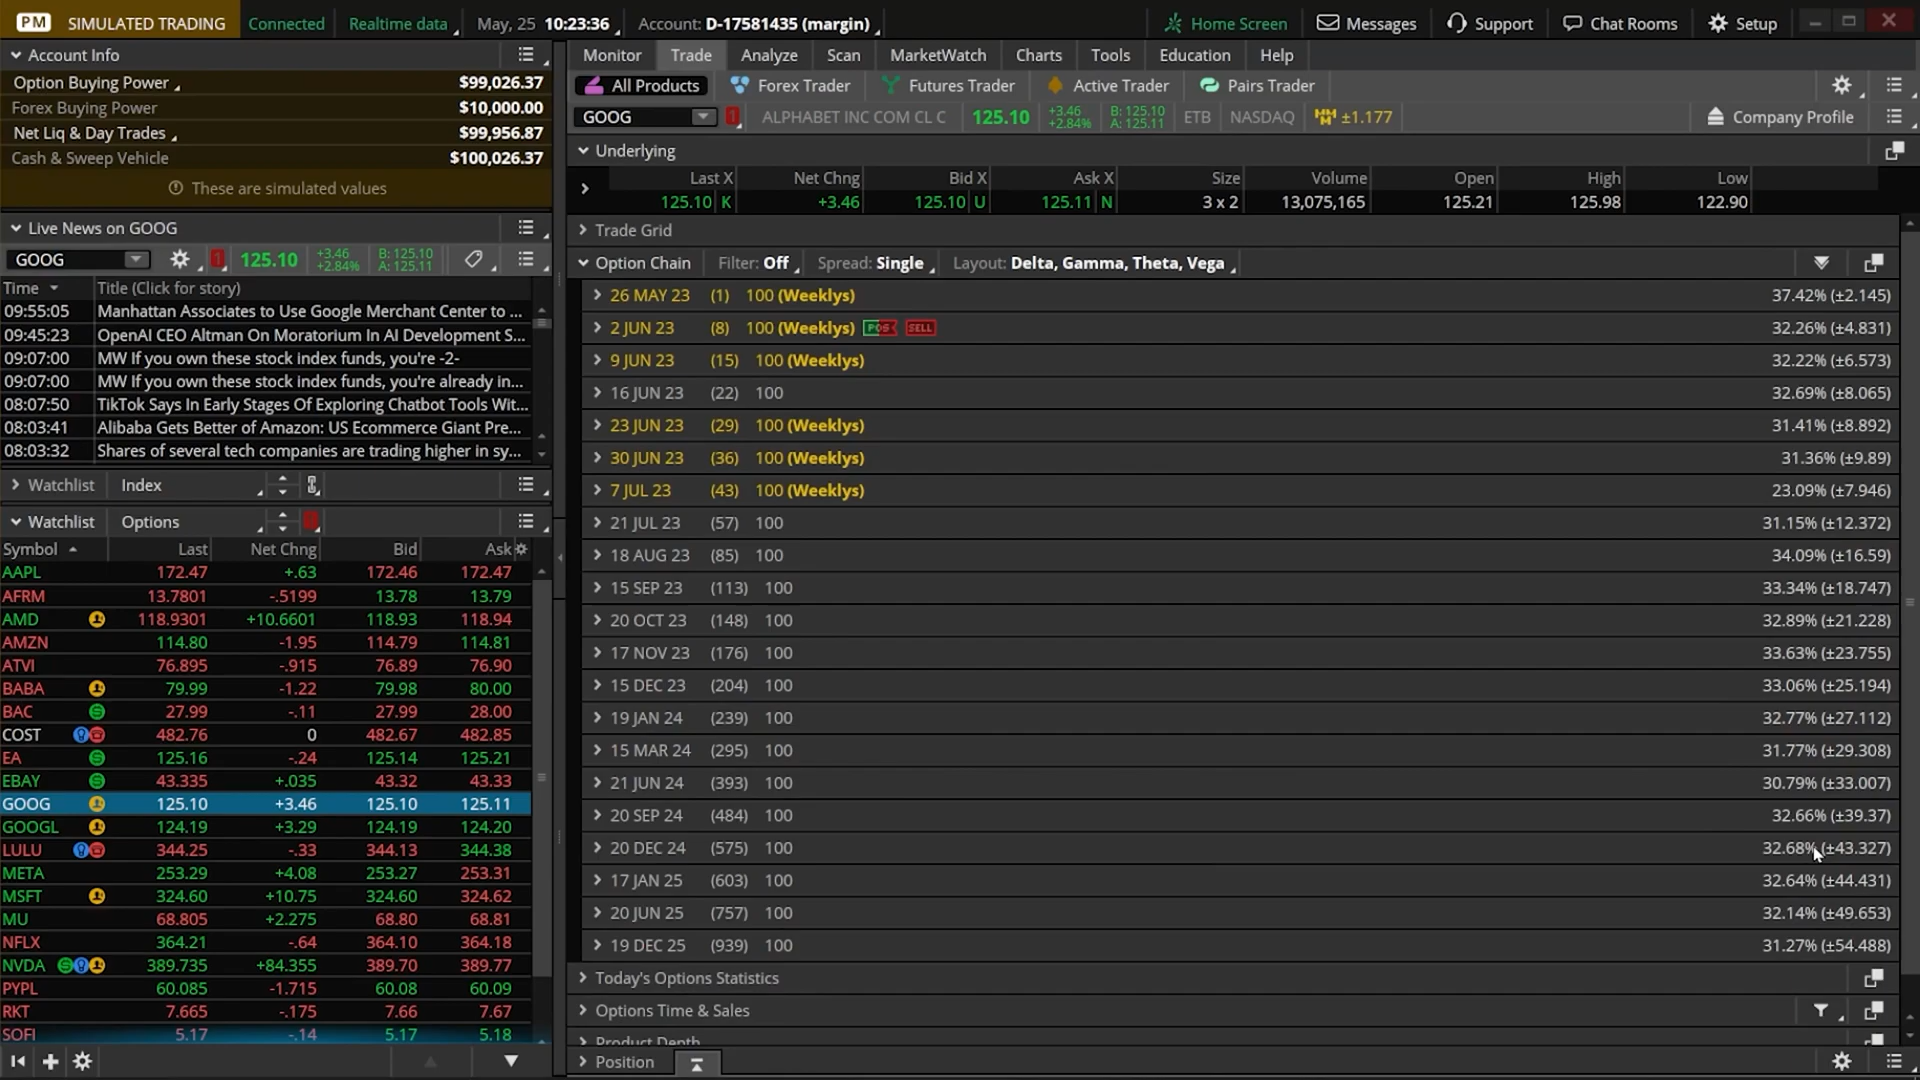 PM SIMULATED TRADING Connected Realtime data May, 25 10:23:36 Account: D-17581435 (margin) Home Screen Messages Support Chat Rooms Setup
Account Info
Option Buying Power $99,026.37
Forex Buying Power $10,000.00
Net Liq & Day Trades $99,956.87
Cash & Sweep Vehicle $100,026.37
These are simulated values
Live News on GOOG
GOOG 1 125.10 +3.46 +2.84% B: 125.10 A: 125.11
Time Title (Click for story)
09:55:05 Manhattan Associates to Use Google Merchant Center to ...
09:45:23 OpenAI CEO Altman On Moratorium In AI Development S...
09:07:00 MW If you own these stock index funds, you're -2-
09:07:00 MW If you own these stock index funds, you're already in...
08:07:50 TikTok Says In Early Stages Of Exploring Chatbot Tools Wit...
08:03:41 Alibaba Gets Better of Amazon: US Ecommerce Giant Pre...
08:03:32 Shares of several tech companies are trading higher in sy...
Watchlist Index
Watchlist Options
Symbol Last Net Chng Bid Ask
AAPL 172.47 +.63 172.46 172.47
AFRM 13.7801 -.5199 13.78 13.79
AMD 118.9301 +10.6601 118.93 118.94
AMZN 114.80 -1.95 114.79 114.81
ATVI 76.895 -.915 76.89 76.90
BABA 79.99 -1.22 79.98 80.00
BAC 27.99 -.11 27.99 28.00
COST 482.76 0 482.67 482.85
EA 125.16 -.24 125.14 125.21
EBAY 43.335 +.035 43.32 43.33
GOOG 125.10 +3.46 125.10 125.11
GOOGL 124.19 +3.29 124.19 124.20
LULU 344.25 -.33 344.13 344.38
META 253.29 +4.08 253.27 253.31
MSFT 324.60 +10.75 324.60 324.62
MU 68.805 +2.275 68.80 68.81
NFLX 364.21 -.64 364.10 364.18
NVDA 389.735 +84.355 389.70 389.77
PYPL 60.085 -1.715 60.08 60.09
RKT 7.665 -.175 7.66 7.67
SOFI 5.17 -.14 5.17 5.18
Monitor Trade Analyze Scan MarketWatch Charts Tools Education Help
All Products Forex Trader Futures Trader Active Trader Pairs Trader
GOOG 1 ALPHABET INC COM CL C 125.10 +3.46 +2.84% B: 125.10 A: 125.11 ETB NASDAQ ±1.177 Company Profile
Underlying
Last X Net Chng Bid X Ask X Size Volume Open High Low
125.10 K +3.46 125.10 U 125.11 N 3 x 2 13,075,165 125.21 125.98 122.90
Trade Grid
Option Chain Filter: Off Spread: Single Layout: Delta, Gamma, Theta, Vega
26 MAY 23 (1) 100 (Weeklys) 37.42% (±2.145)
2 JUN 23 (8) 100 (Weeklys) POS SELL 32.26% (±4.831)
9 JUN 23 (15) 100 (Weeklys) 32.22% (±6.573)
16 JUN 23 (22) 100 32.69% (±8.065)
23 JUN 23 (29) 100 (Weeklys) 31.41% (±8.892)
30 JUN 23 (36) 100 (Weeklys) 31.36% (±9.89)
7 JUL 23 (43) 100 (Weeklys) 23.09% (±7.946)
21 JUL 23 (57) 100 31.15% (±12.372)
18 AUG 23 (85) 100 34.09% (±16.59)
15 SEP 23 (113) 100 33.34% (±18.747)
20 OCT 23 (148) 100 32.89% (±21.228)
17 NOV 23 (176) 100 33.63% (±23.755)
15 DEC 23 (204) 100 33.06% (±25.194)
19 JAN 24 (239) 100 32.77% (±27.112)
15 MAR 24 (295) 100 31.77% (±29.308)
21 JUN 24 (393) 100 30.79% (±33.007)
20 SEP 24 (484) 100 32.66% (±39.37)
20 DEC 24 (575) 100 32.68% (±43.327)
17 JAN 25 (603) 100 32.64% (±44.431)
20 JUN 25 (757) 100 32.14% (±49.653)
19 DEC 25 (939) 100 31.27% (±54.488)
Today's Options Statistics
Options Time & Sales
Product Depth
Position